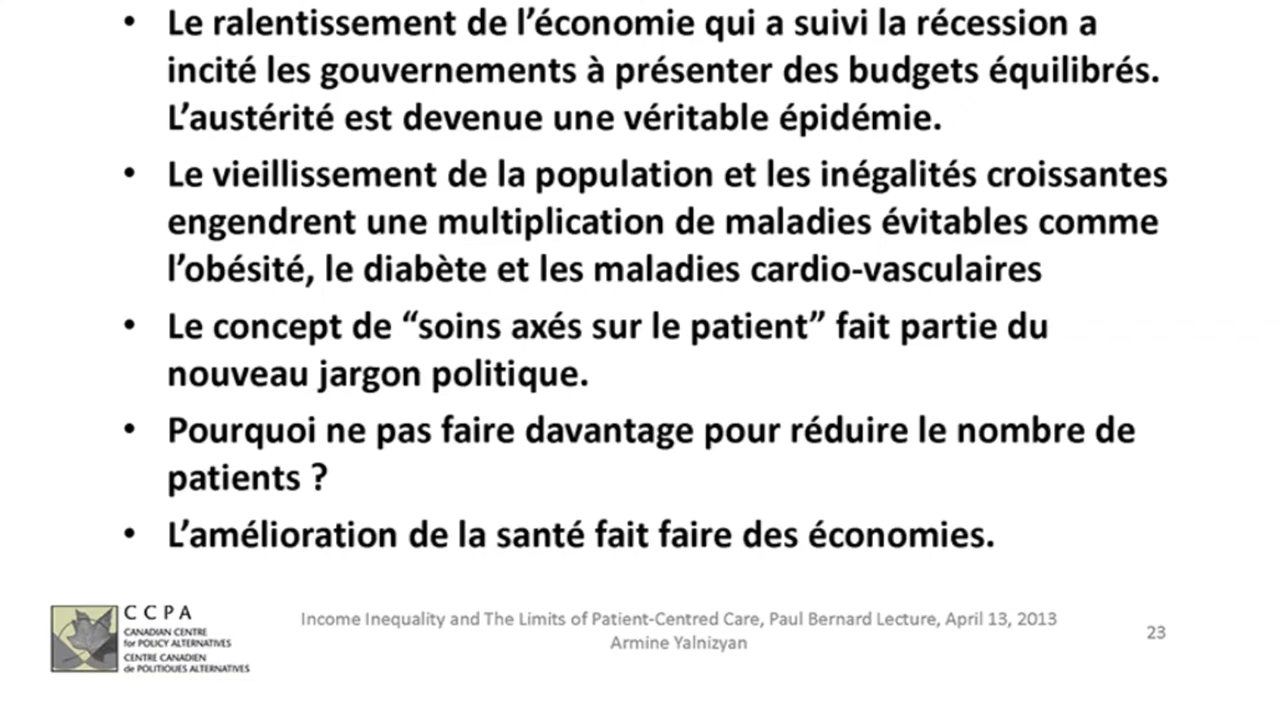 • Le ralentissement de l’économie qui a suivi la récession a
incité les gouvernements à présenter des budgets équilibrés.
L’austérité est devenue une véritable épidémie.
• Le vieillissement de la population et les inégalités croissantes
engendrent une multiplication de maladies évitables comme
l’obésité, le diabète et les maladies cardio-vasculaires
• Le concept de “soins axés sur le patient” fait partie du
nouveau jargon politique.
• Pourquoi ne pas faire davantage pour réduire le nombre de
patients ?
• L’amélioration de la santé fait faire des économies.
CCPA
CANADIAN CENTRE
for POLICY ALTERNATIVES
CENTRE CANADIEN
de POLITIQUES ALTERNATIVES
Income Inequality and The Limits of Patient-Centred Care, Paul Bernard Lecture, April 13, 2013
Armine Yalnizyan
23